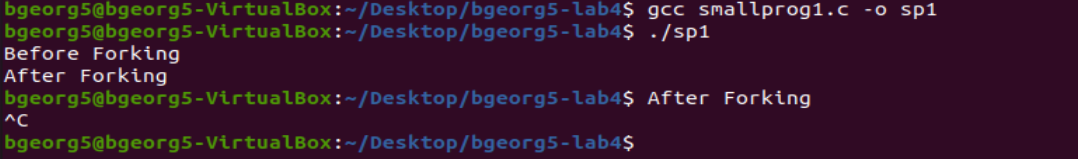 bgeorg5@bgeorg5-VirtualBox:~/Desktop/bgeorg5-lab4$ gcc smallprog1.c -o sp1
bgeorg5@bgeorg5-VirtualBox:~/Desktop/bgeorg5-lab4$ ./sp1
Before Forking
After Forking
bgeorg5@bgeorg5-VirtualBox:~/Desktop/bgeorg5-lab4$ After Forking
^C
bgeorg5@bgeorg5-VirtualBox:~/Desktop/bgeorg5-lab4$